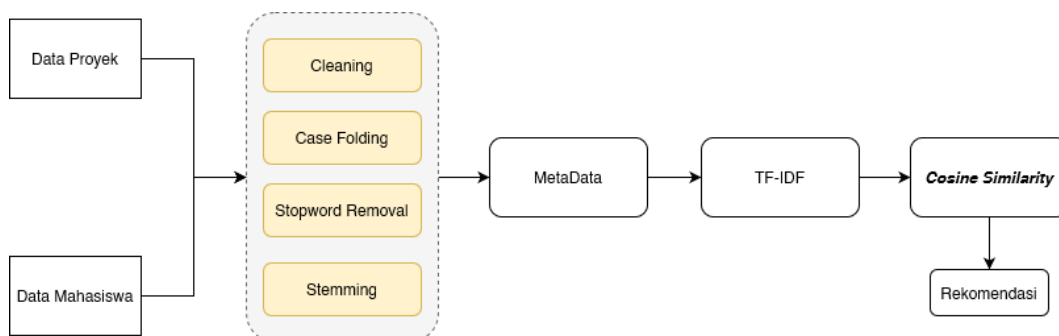 Data Proyek
Data Mahasiswa
Cleaning
Case Folding
Stopword Removal
Stemming
MetaData
TF-IDF
Cosine Similarity
Rekomendasi